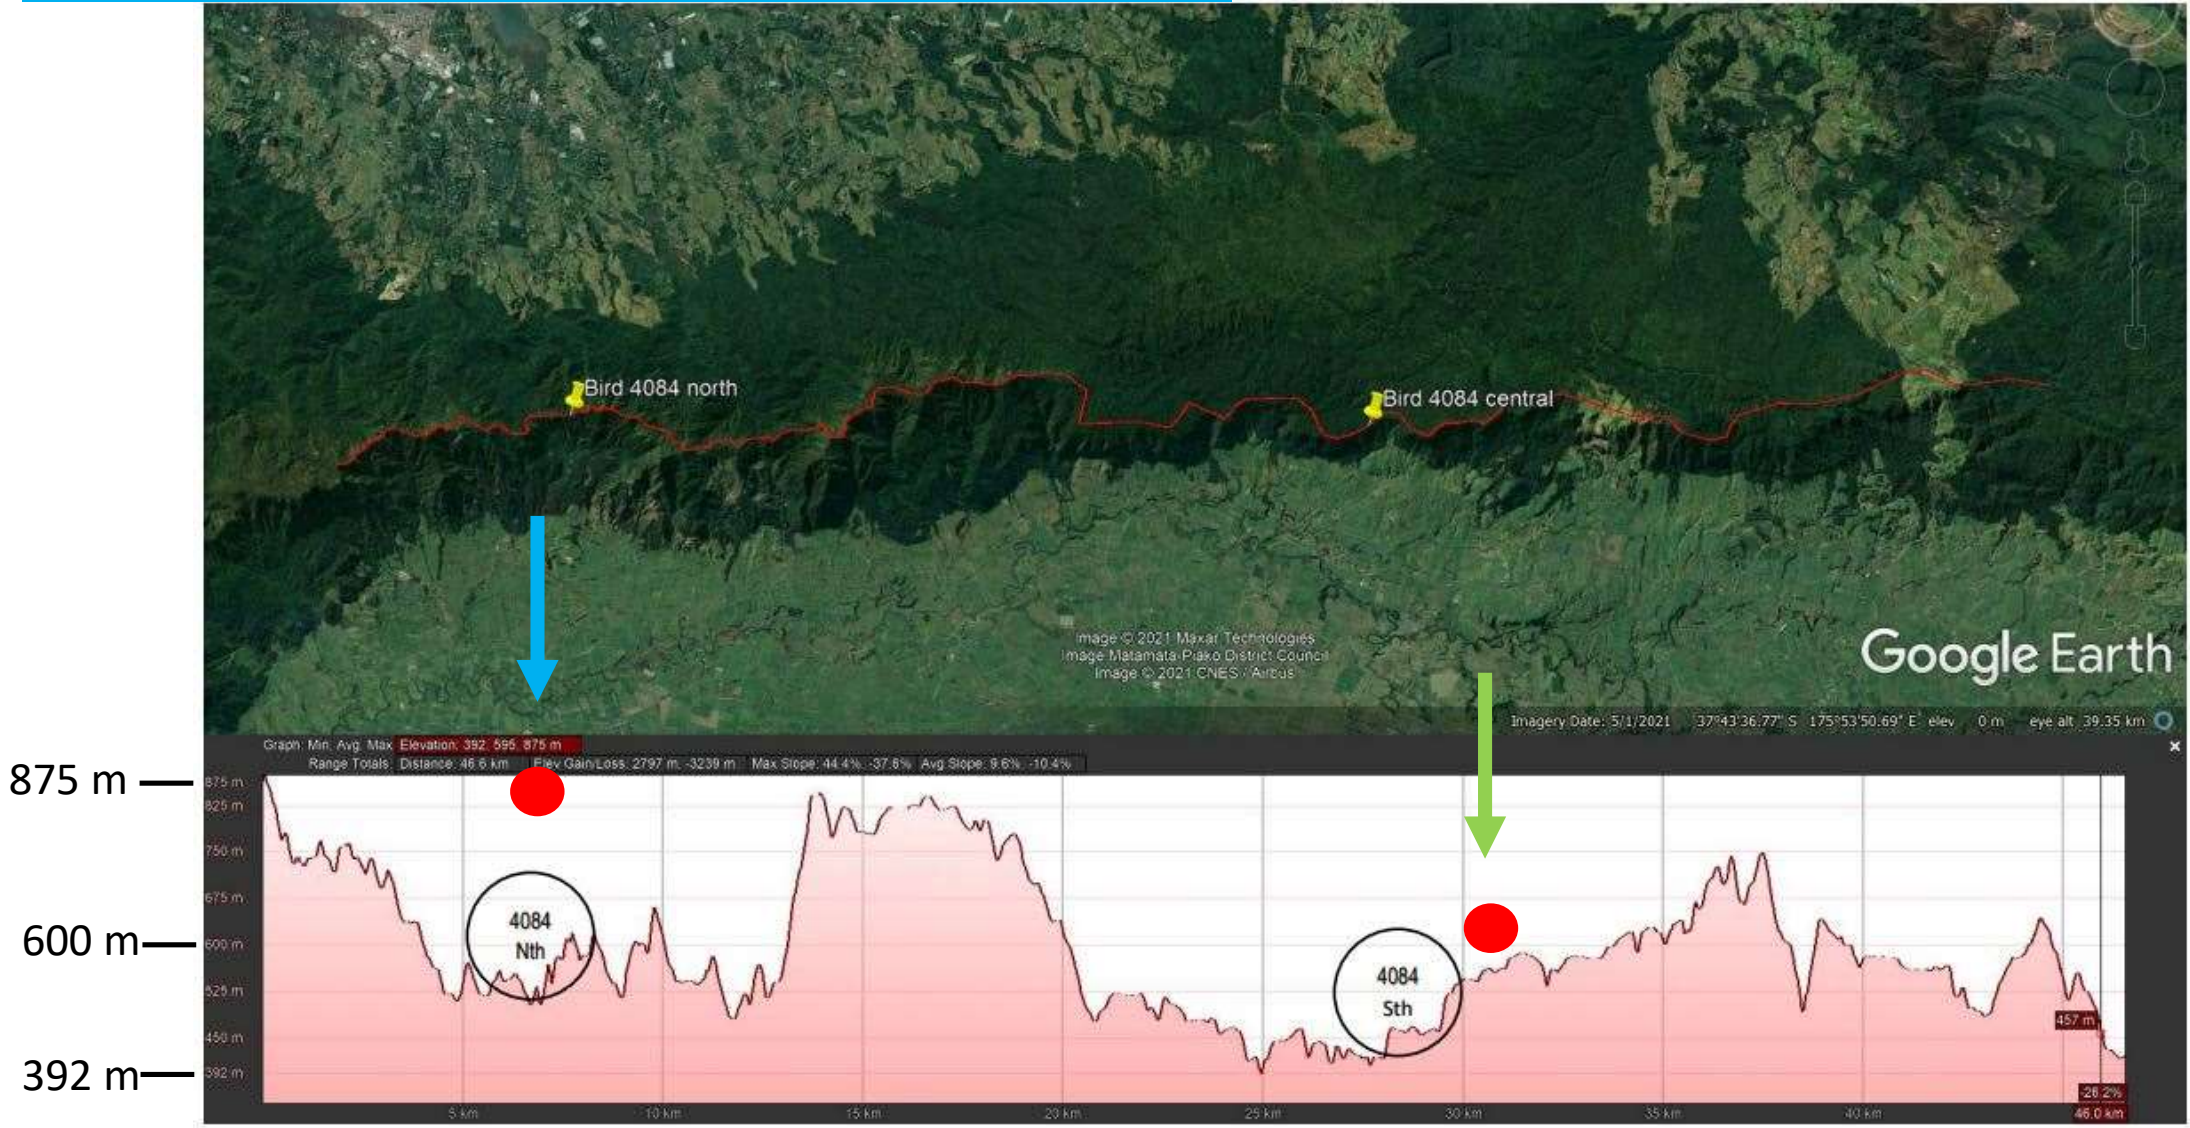 Bird 4084 north
Bird 4084 central
Image © 2021 Maxar Technologies
Image Matamata-Piako District Council
Image © 2021 CNES / Airbus
Google Earth
Imagery Date: 5/1/2021 37°43'36.77" S 175°53'50.69" E elev 0 m eye alt 39.35 km
Graph: Min, Avg, Max Elevation: 392, 595, 875 m
Range Totals: Distance: 46.6 km Elev Gain/Loss: 2797 m, -3239 m Max Slope: 44.4%, -37.8% Avg Slope: 9.6%, -10.4%
875 m
600 m
392 m
875 m
825 m
750 m
675 m
600 m
525 m
450 m
392 m
4084
Nth
4084
Sth
457 m
-26.2%
46.0 km
5 km 10 km 15 km 20 km 25 km 30 km 35 km 40 km